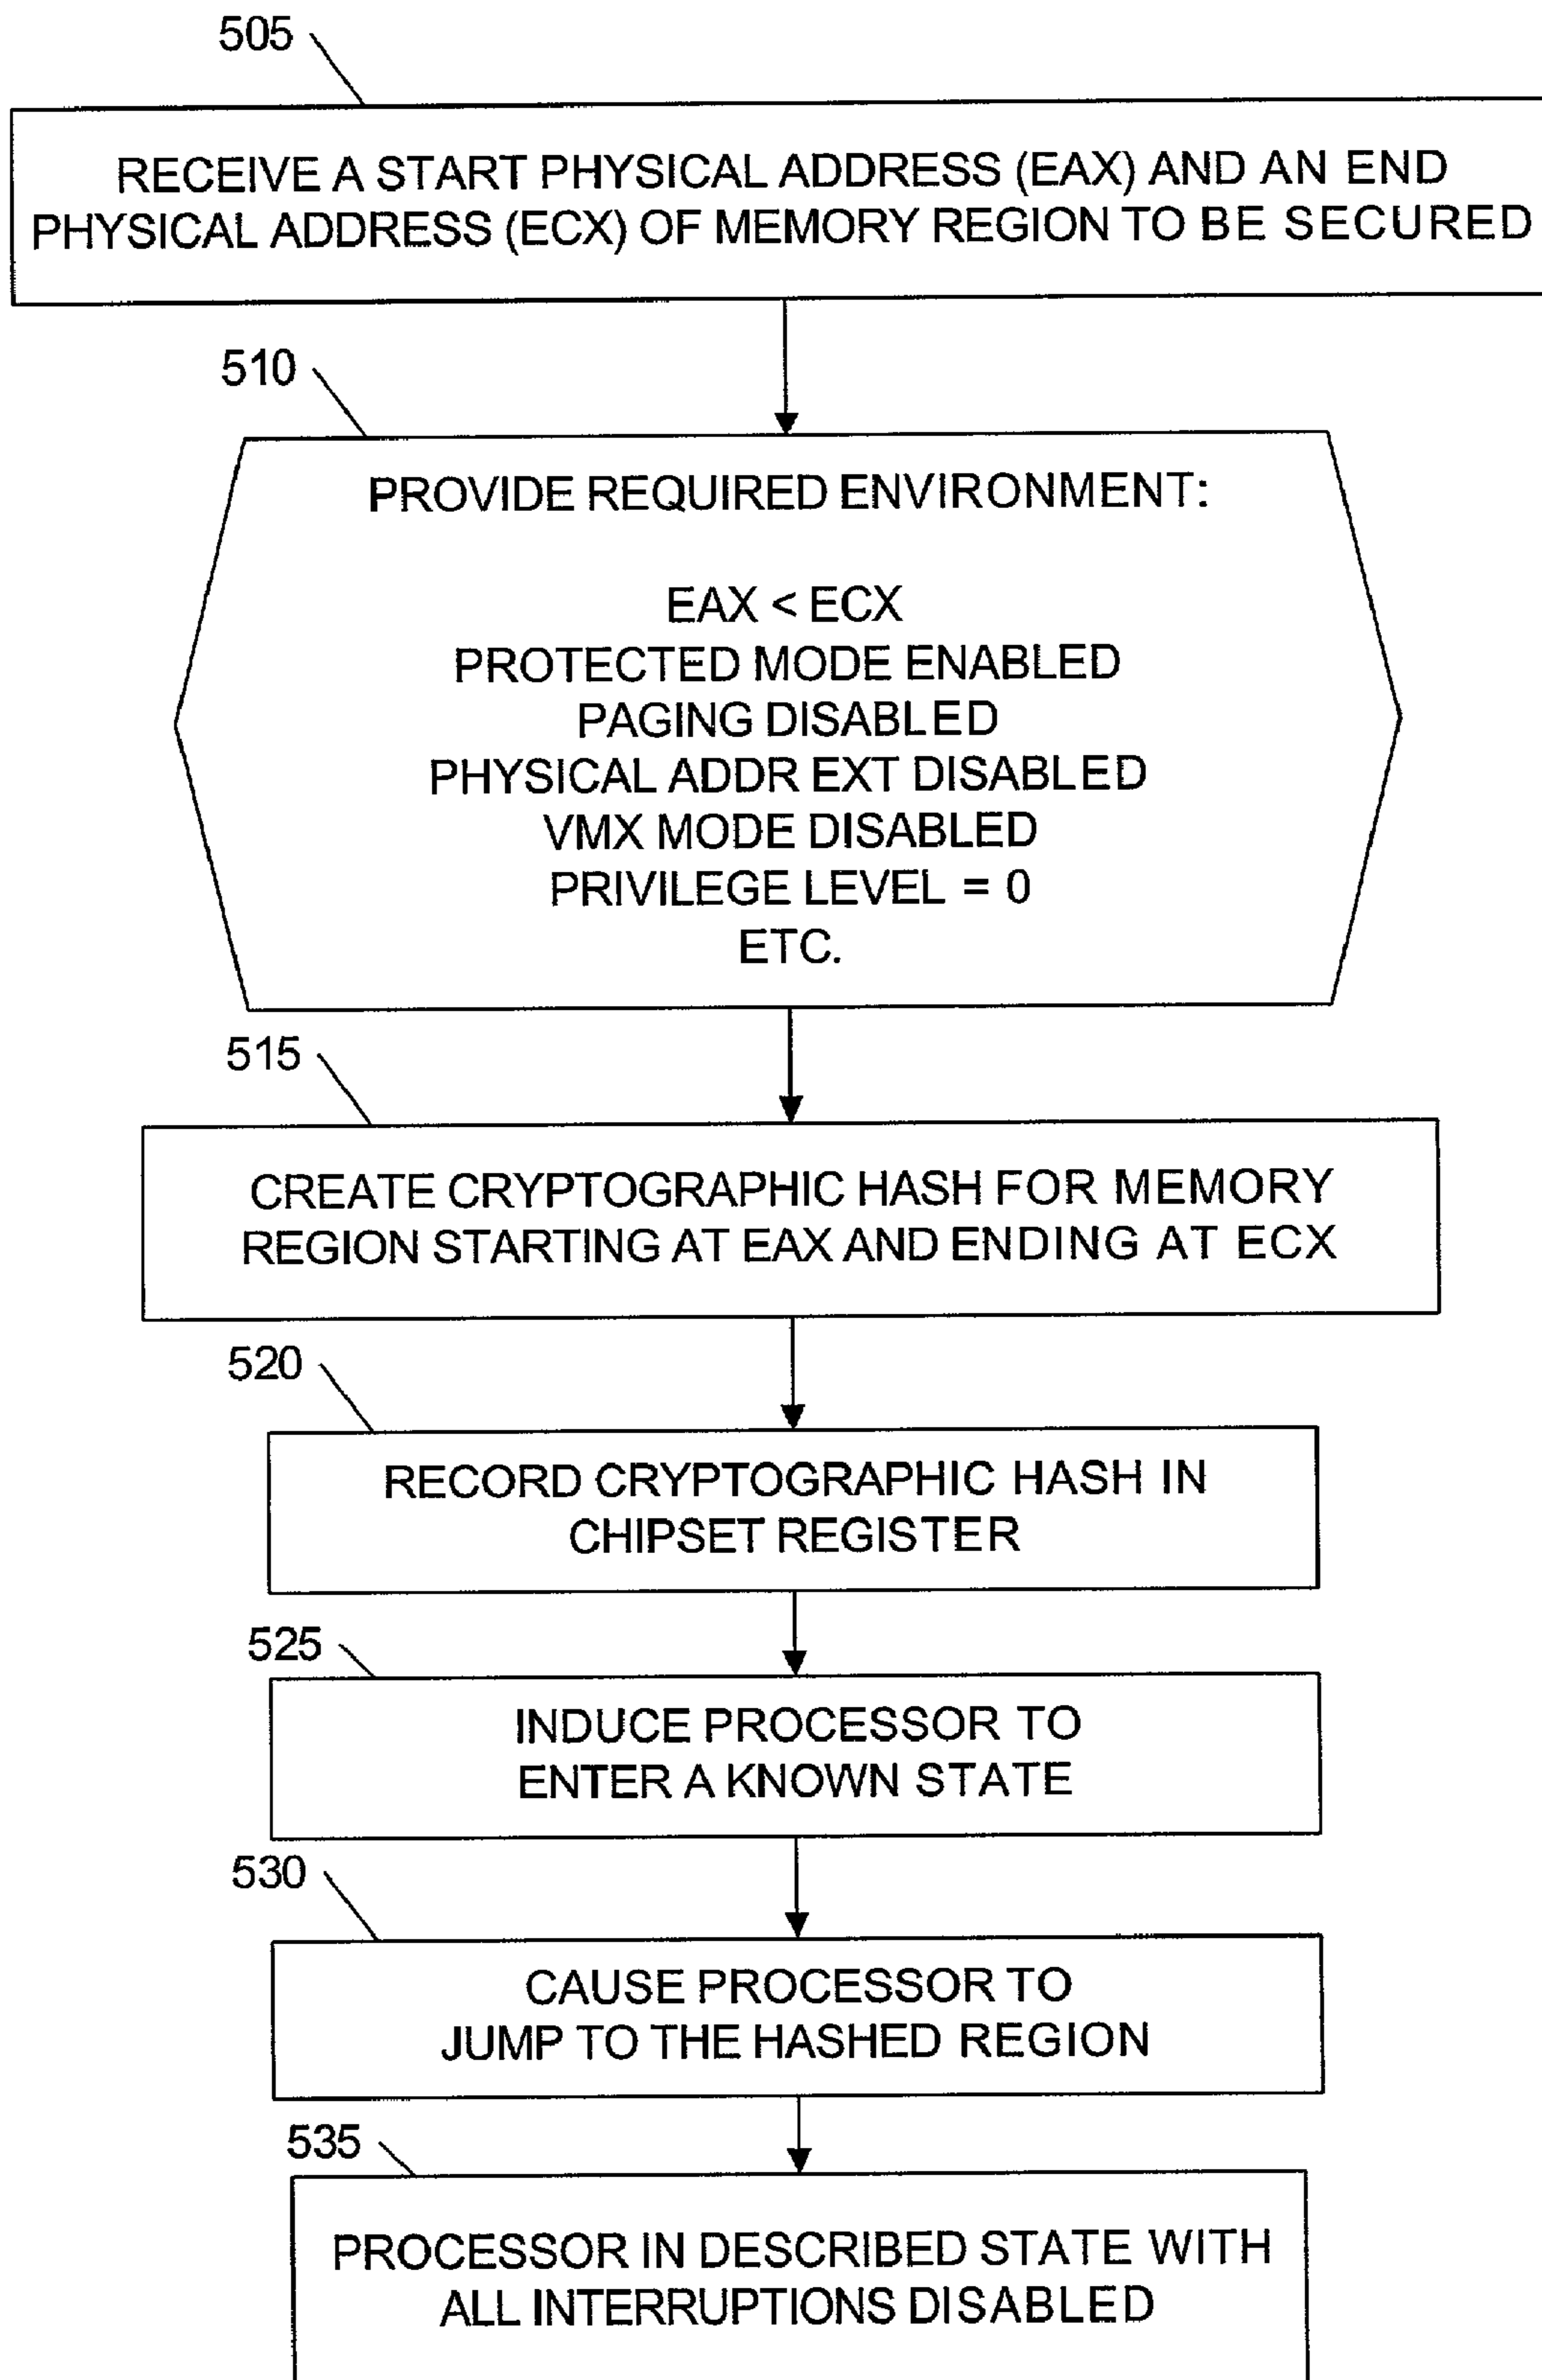 505
RECEIVE A START PHYSICAL ADDRESS (EAX) AND AN END
PHYSICAL ADDRESS (ECX) OF MEMORY REGION TO BE SECURED
510
PROVIDE REQUIRED ENVIRONMENT:
EAX < ECX
PROTECTED MODE ENABLED
PAGING DISABLED
PHYSICAL ADDR EXT DISABLED
VMX MODE DISABLED
PRIVILEGE LEVEL = 0
ETC.
515
CREATE CRYPTOGRAPHIC HASH FOR MEMORY
REGION STARTING AT EAX AND ENDING AT ECX
520
RECORD CRYPTOGRAPHIC HASH IN
CHIPSET REGISTER
525
INDUCE PROCESSOR TO
ENTER A KNOWN STATE
530
CAUSE PROCESSOR TO
JUMP TO THE HASHED REGION
535
PROCESSOR IN DESCRIBED STATE WITH
ALL INTERRUPTIONS DISABLED